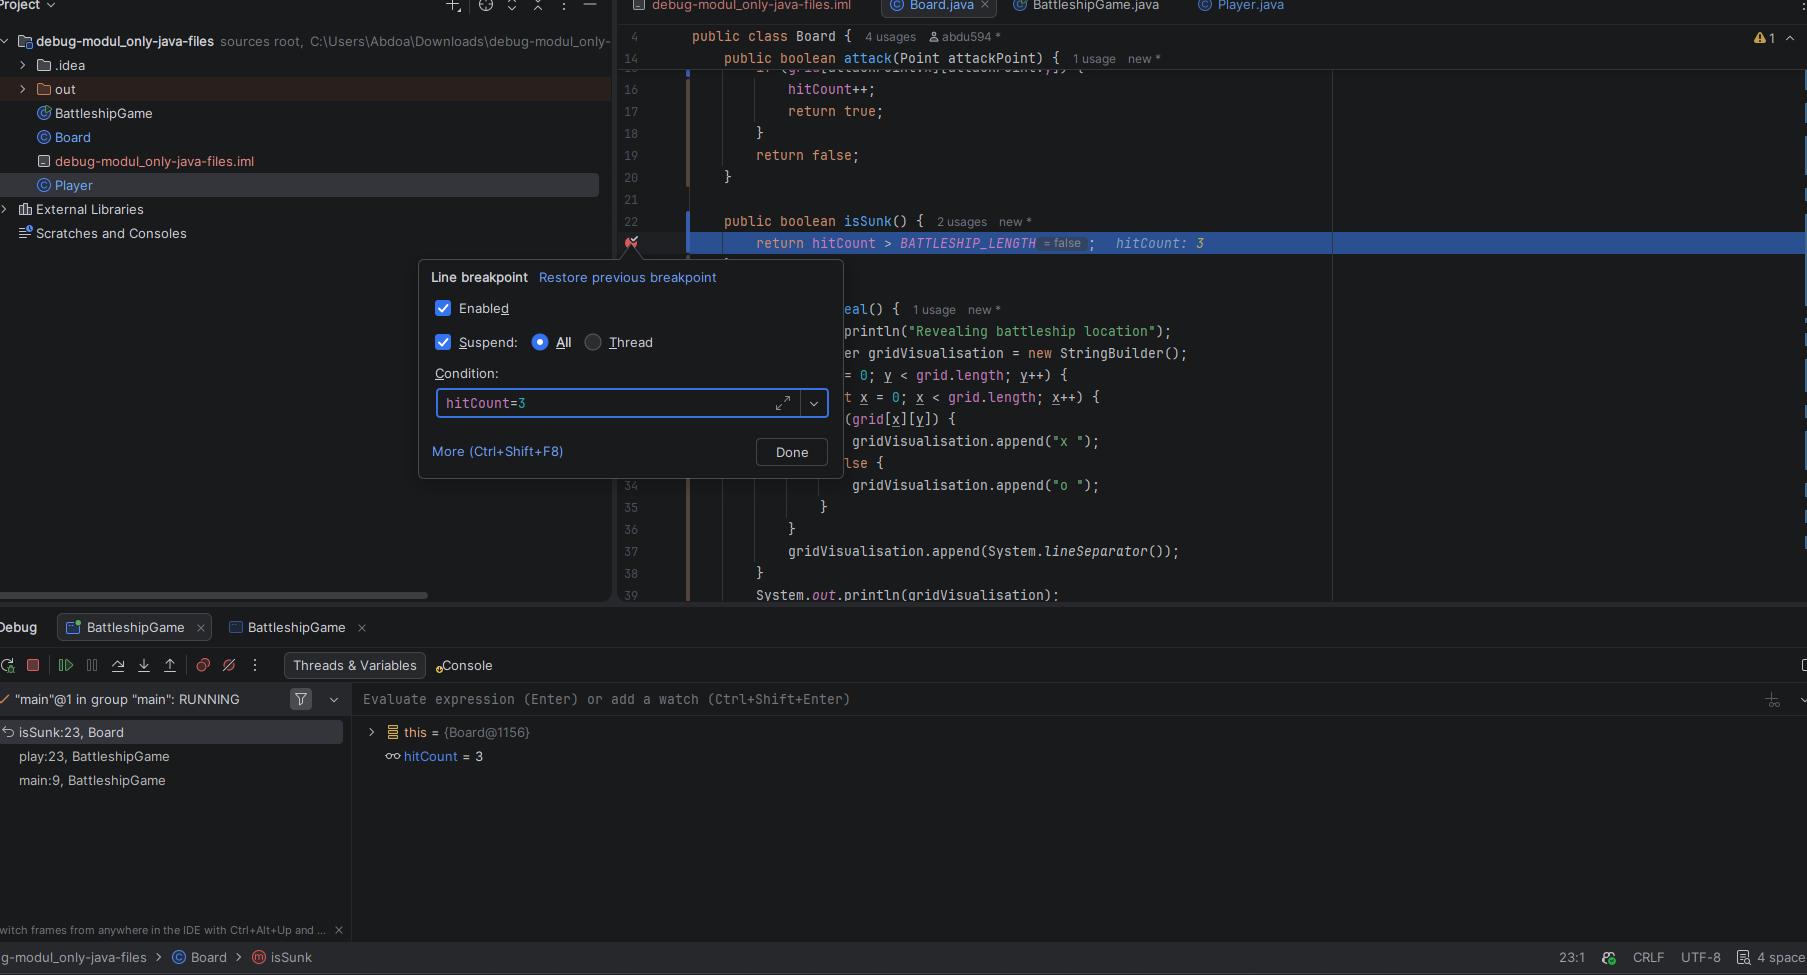 Project
debug-modul_only-java-files sources root, C:\Users\Abdoa\Downloads\debug-modul_only-
.idea
out
BattleshipGame
Board
debug-modul_only-java-files.iml
Player
External Libraries
Scratches and Consoles
debug-modul_only-java-files.iml Board.java BattleshipGame.java Player.java
4 public class Board { 4 usages abdu594 * 1
14 public boolean attack(Point attackPoint) { 1 usage new *
if (grid[attackPoint.x][attackPoint.y]) {
16 hitCount++;
17 return true;
18 }
19 return false;
20 }
21
22 public boolean isSunk() { 2 usages new *
return hitCount > BATTLESHIP_LENGTH = false ; hitCount: 3
Line breakpoint Restore previous breakpoint
Enabled
Suspend: All Thread
Condition:
hitCount=3
More (Ctrl+Shift+F8) Done
eal() { 1 usage new *
println("Revealing battleship location");
er gridVisualisation = new StringBuilder();
= 0; y < grid.length; y++) {
t x = 0; x < grid.length; x++) {
(grid[x][y]) {
gridVisualisation.append("x ");
lse {
34 gridVisualisation.append("o ");
35 }
36 }
37 gridVisualisation.append(System.lineSeparator());
38 }
39 System.out.println(gridVisualisation);
Debug BattleshipGame BattleshipGame
Threads & Variables Console
"main"@1 in group "main": RUNNING
isSunk:23, Board
play:23, BattleshipGame
main:9, BattleshipGame
Evaluate expression (Enter) or add a watch (Ctrl+Shift+Enter)
this = {Board@1156}
hitCount = 3
witch frames from anywhere in the IDE with Ctrl+Alt+Up and ...
g-modul_only-java-files > Board > isSunk 23:1 CRLF UTF-8 4 space